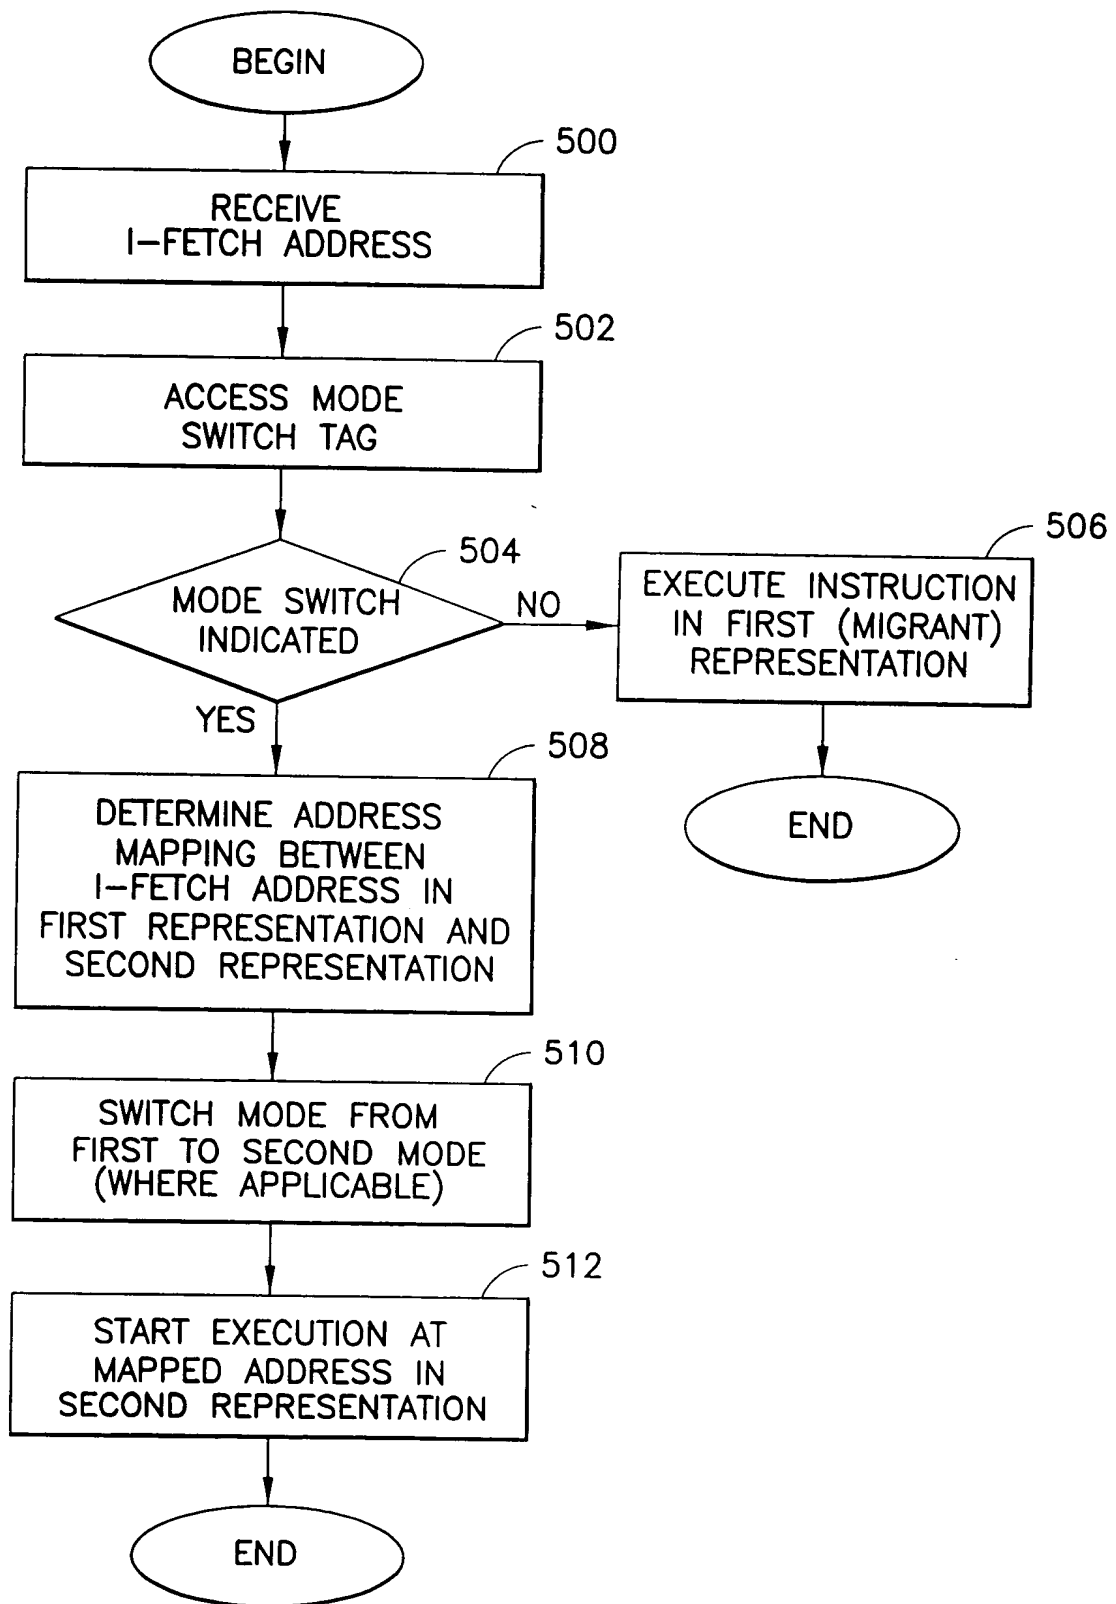 BEGIN
500
RECEIVE
I-FETCH ADDRESS
502
ACCESS MODE
SWITCH TAG
504
MODE SWITCH
INDICATED
NO
506
EXECUTE INSTRUCTION
IN FIRST (MIGRANT)
REPRESENTATION
END
YES
508
DETERMINE ADDRESS
MAPPING BETWEEN
I-FETCH ADDRESS IN
FIRST REPRESENTATION AND
SECOND REPRESENTATION
510
SWITCH MODE FROM
FIRST TO SECOND MODE
(WHERE APPLICABLE)
512
START EXECUTION AT
MAPPED ADDRESS IN
SECOND REPRESENTATION
END